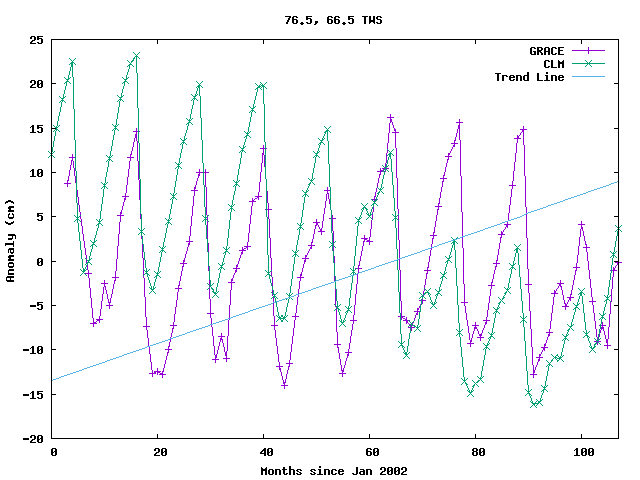 76.5, 66.5 TWS
GRACE
CLM
Trend Line
25
20
15
10
5
0
-5
-10
-15
-20
Anomaly (cm)
0 20 40 60 80 100
Months since Jan 2002